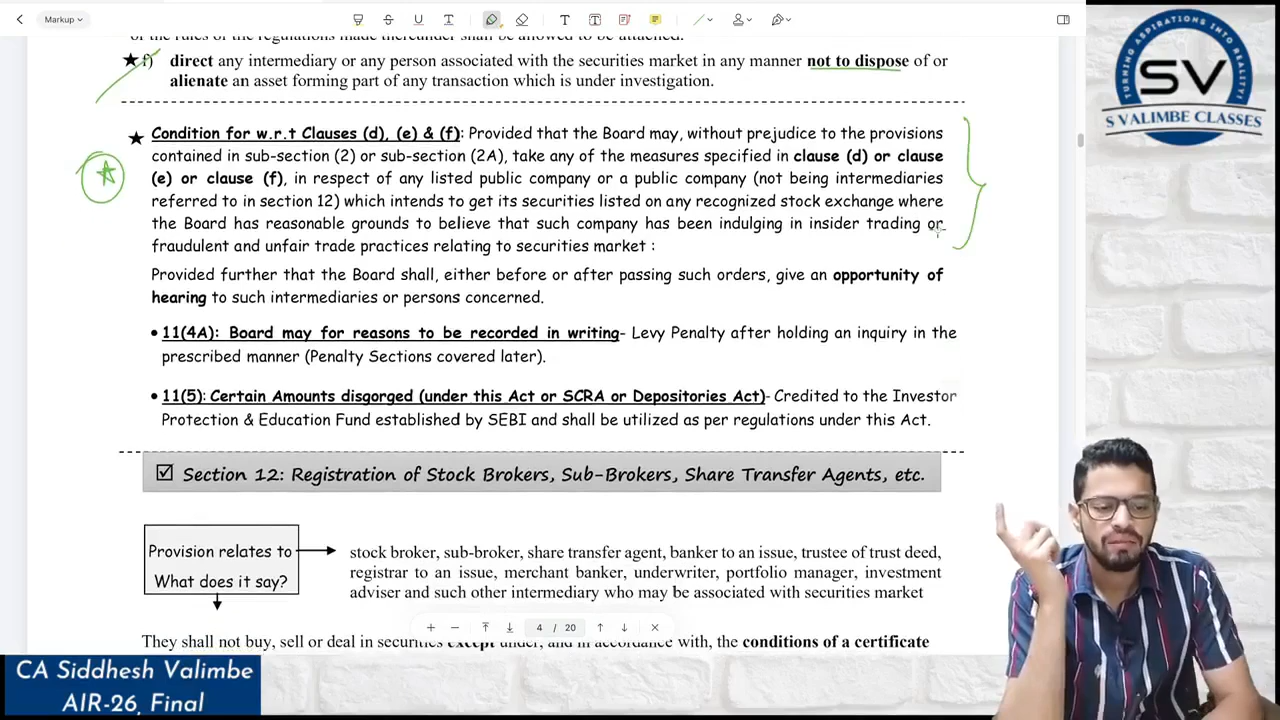 Markup
of the rules or the regulations made thereunder shall be allowed to be attached.
f) direct any intermediary or any person associated with the securities market in any manner not to dispose of or
alienate an asset forming part of any transaction which is under investigation.
Condition for w.r.t Clauses (d), (e) & (f): Provided that the Board may, without prejudice to the provisions
contained in sub-section (2) or sub-section (2A), take any of the measures specified in clause (d) or clause
(e) or clause (f), in respect of any listed public company or a public company (not being intermediaries
referred to in section 12) which intends to get its securities listed on any recognized stock exchange where
the Board has reasonable grounds to believe that such company has been indulging in insider trading or
fraudulent and unfair trade practices relating to securities market :
Provided further that the Board shall, either before or after passing such orders, give an opportunity of
hearing to such intermediaries or persons concerned.
• 11(4A): Board may for reasons to be recorded in writing- Levy Penalty after holding an inquiry in the
prescribed manner (Penalty Sections covered later).
• 11(5): Certain Amounts disgorged (under this Act or SCRA or Depositories Act)- Credited to the Investor
Protection & Education Fund established by SEBI and shall be utilized as per regulations under this Act.
Section 12: Registration of Stock Brokers, Sub-Brokers, Share Transfer Agents, etc.
Provision relates to
What does it say?
stock broker, sub-broker, share transfer agent, banker to an issue, trustee of trust deed,
registrar to an issue, merchant banker, underwriter, portfolio manager, investment
adviser and such other intermediary who may be associated with securities market
4 / 20
They shall not buy, sell or deal in securities except under, and in accordance with, the conditions of a certificate
TURNING ASPIRATIONS INTO REALITY!
SV
S VALIMBE CLASSES
CA Siddhesh Valimbe
AIR-26, Final